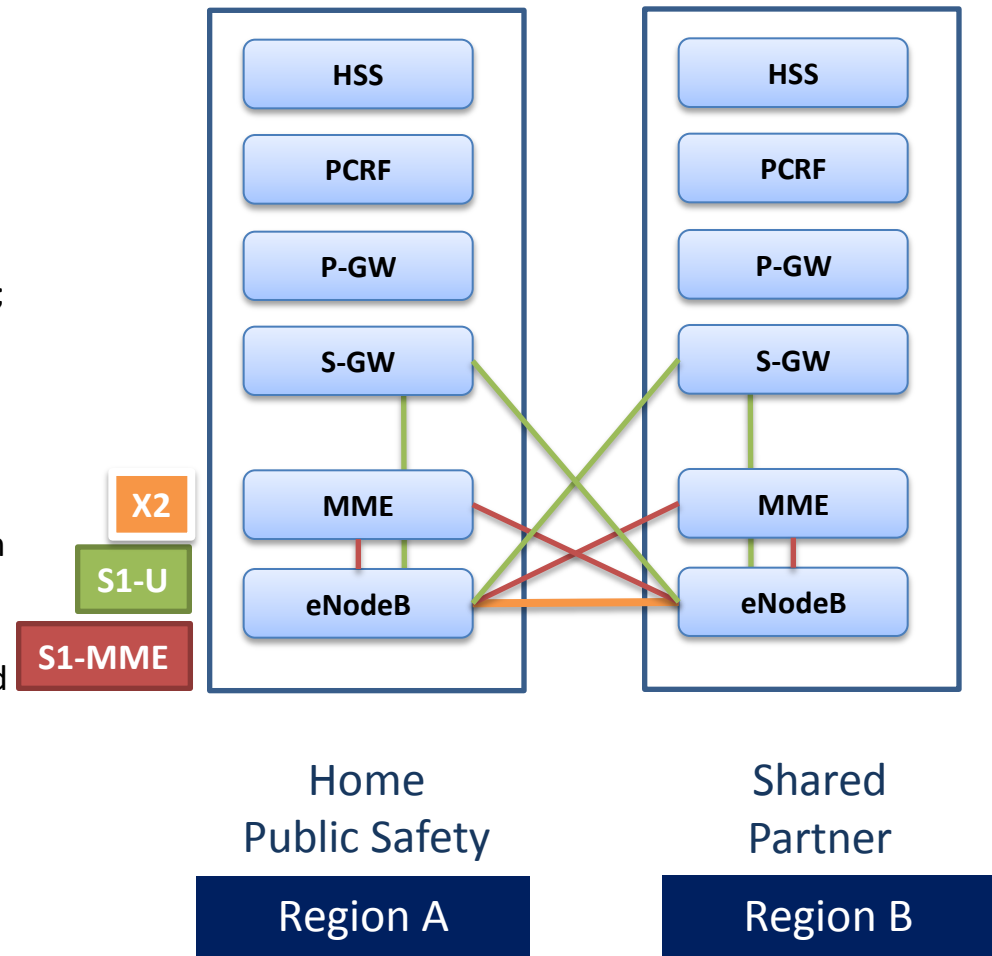 HSS
PCRF
P-GW
;
S-GW
X2
MME
S1-U
eNodeB
S1-MME
HSS
PCRF
P-GW
S-GW
MME
eNodeB
Home
Public Safety
Region A
Shared
Partner
Region B